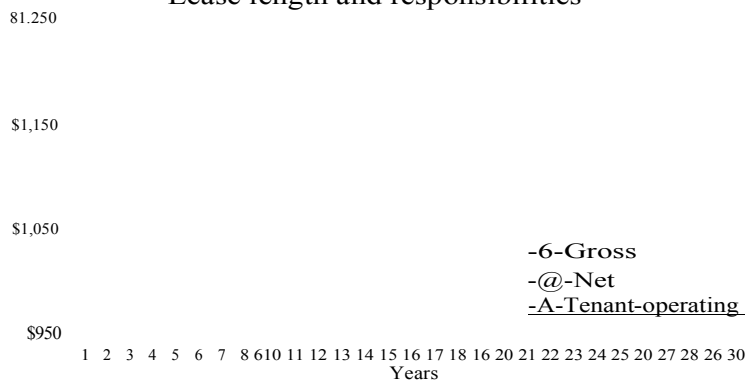 Lease length and responsibilities
81.250
$1,150
$1,050
-6-Gross
-@-Net
-A-Tenant-operating
$950
1 2 3 4 5 6 7 8 610 11 12 13 14 15 16 17 18 16 20 21 22 23 24 25 20 27 28 26 30
Years